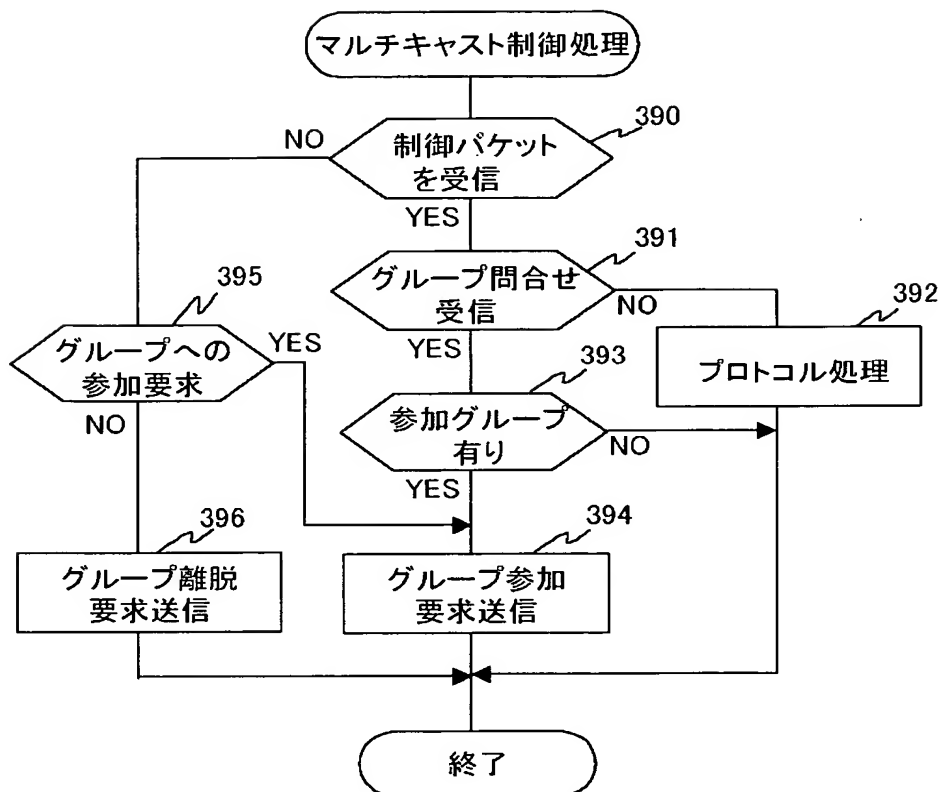 マルチキャスト制御処理
390
NO
制御パケット
を受信
YES
391
グループ問合せ
受信
NO
395
392
グループへの
参加要求
YES
YES
393
プロトコル処理
NO
参加グループ
有り
NO
YES
396
394
グループ離脱
要求送信
グループ参加
要求送信
終了